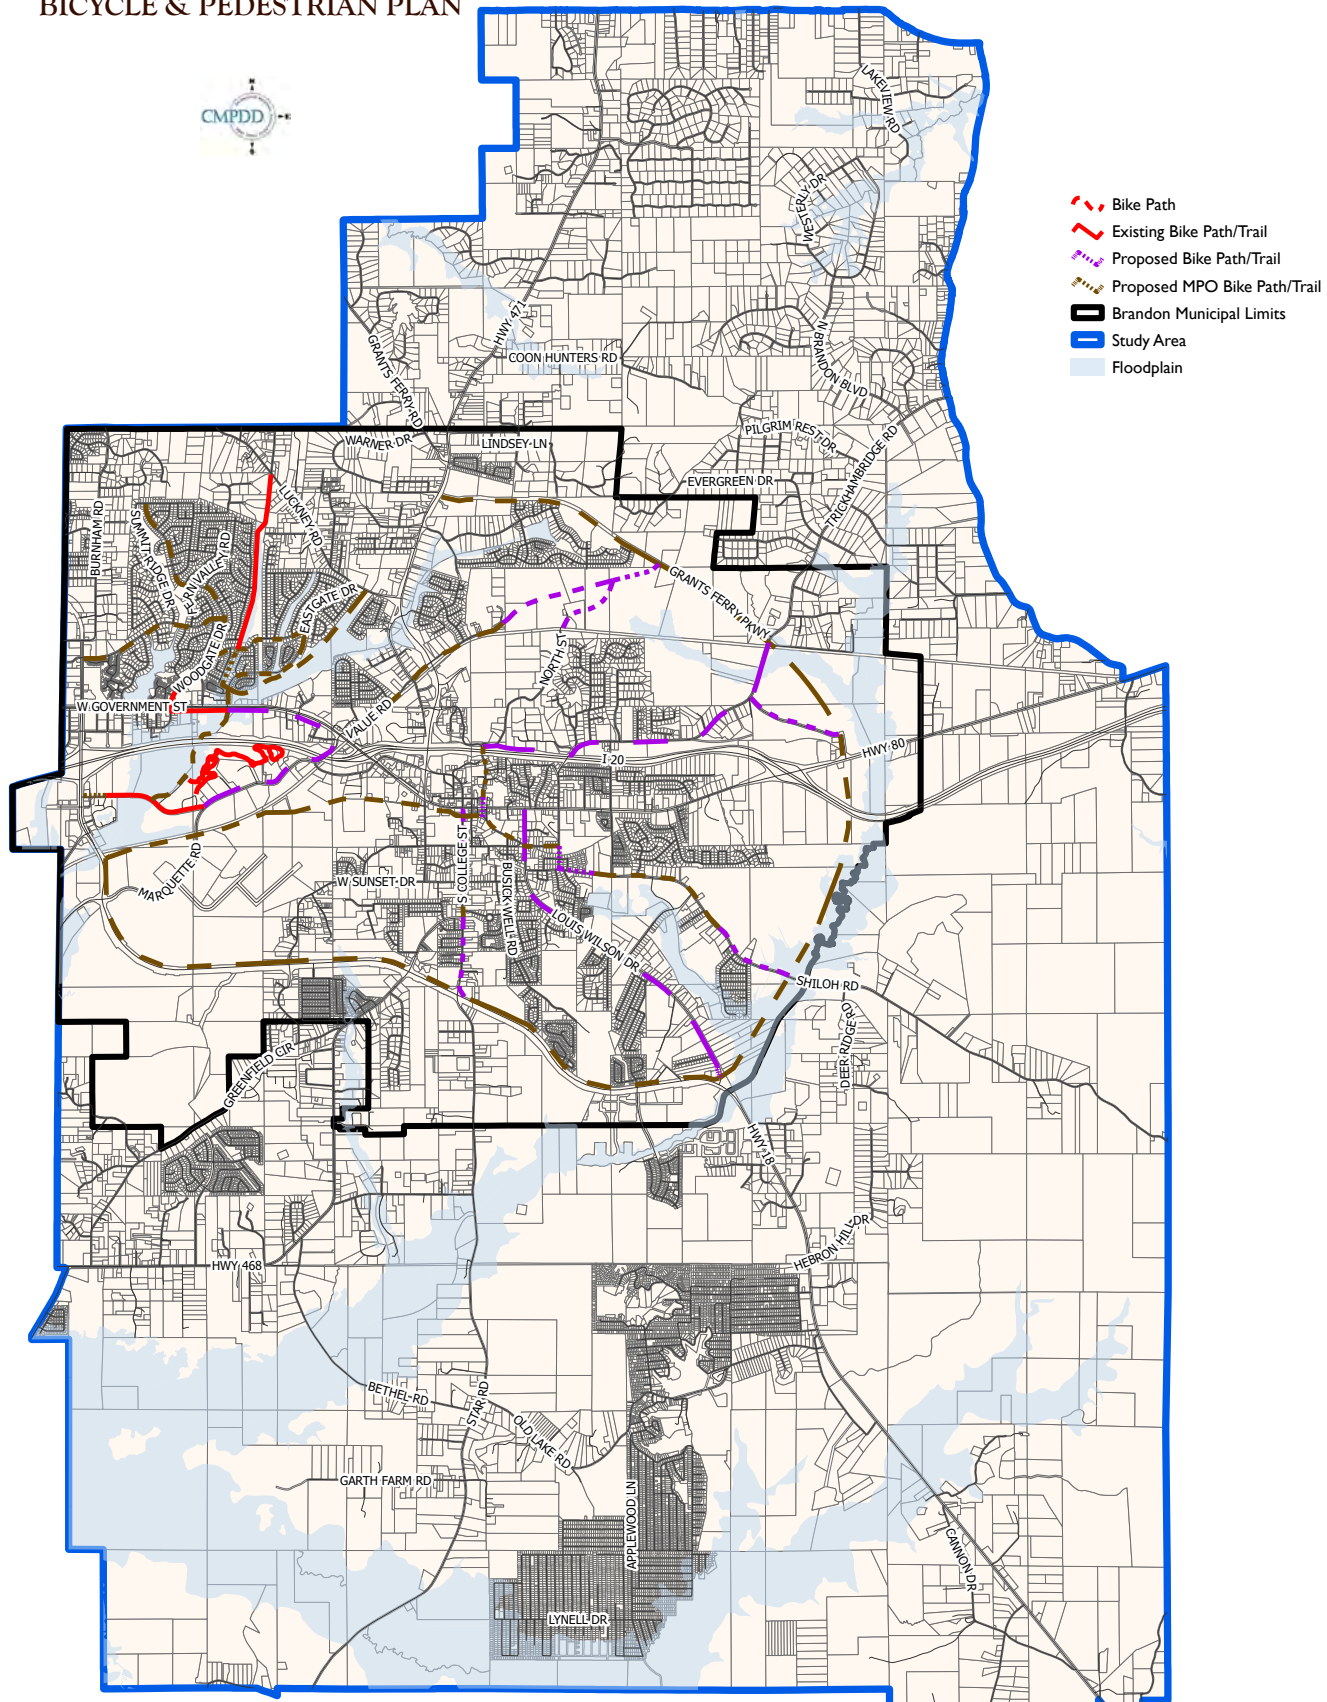 BICYCLE & PEDESTRIAN PLAN
N
CMPDD
E
S
Bike Path
Existing Bike Path/Trail
Proposed Bike Path/Trail
Proposed MPO Bike Path/Trail
Brandon Municipal Limits
Study Area
Floodplain
LAKEVIEW RD
WESTERLY DR
HWY 471
GRANTS FERRY RD
COON HUNTERS RD
N BRANDON BLVD
WARNER DR
LINDSEY LN
PILGRIM REST DR
TRICKHAMBRIDGE RD
EVERGREEN DR
BURNHAM RD
SUMMIT RIDGE DR
FERN VALLEY RD
LUCKNEY RD
EASTGATE DR
GRANTS FERRY PKWY
WOODGATE DR
NORTH ST
W GOVERNMENT ST
VALUE RD
I 20
HWY 80
MARQUETTE RD
W SUNSET DR
S COLLEGE ST
BUSICK WELL RD
LOUIS WILSON DR
SHILOH RD
DEER RIDGE RD
GREENFIELD CIR
HWY 18
HEBRON HILL DR
HWY 468
BETHEL RD
STAR RD
OLD LAKE RD
GARTH FARM RD
APPLEWOOD LN
CANNON DR
LYNELL DR